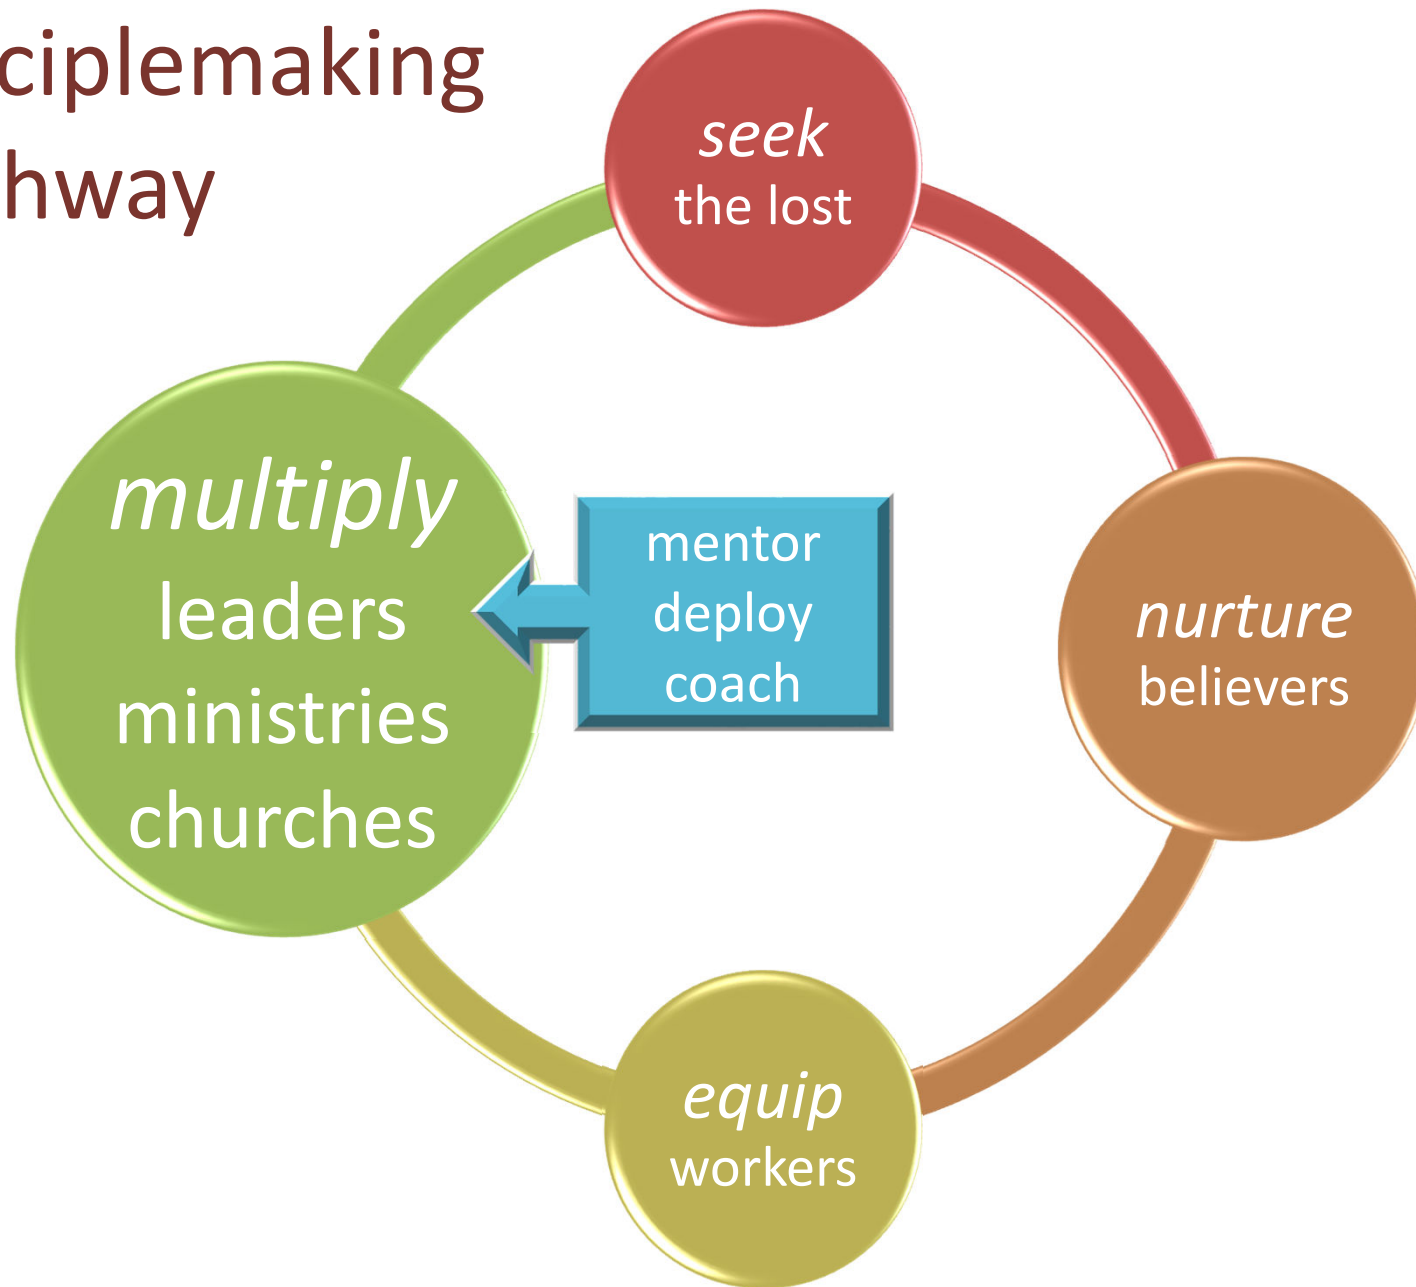 ciplemaking
hway
seek
the lost
multiply
leaders
ministries
churches
mentor
deploy
coach
nurture
believers
equip
workers